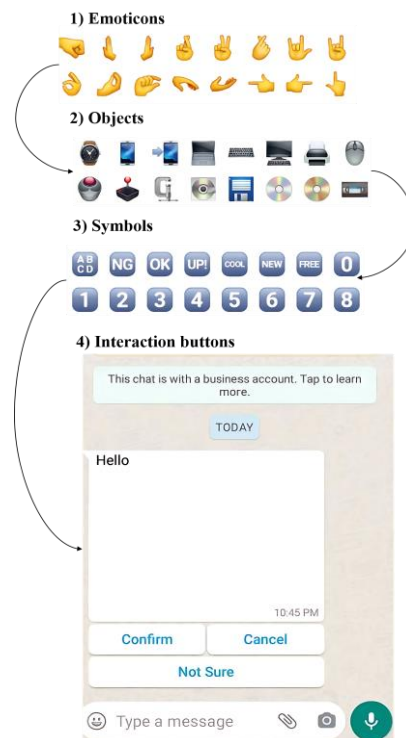 1) Emoticons
2) Objects
3) Symbols
AB
CD
NG
OK
UP!
COOL
NEW
FREE
0
1
2
3
4
5
6
7
8
4) Interaction buttons
This chat is with a business account. Tap to learn
more.
TODAY
Hello
10:45 PM
Confirm
Cancel
Not Sure
Type a message